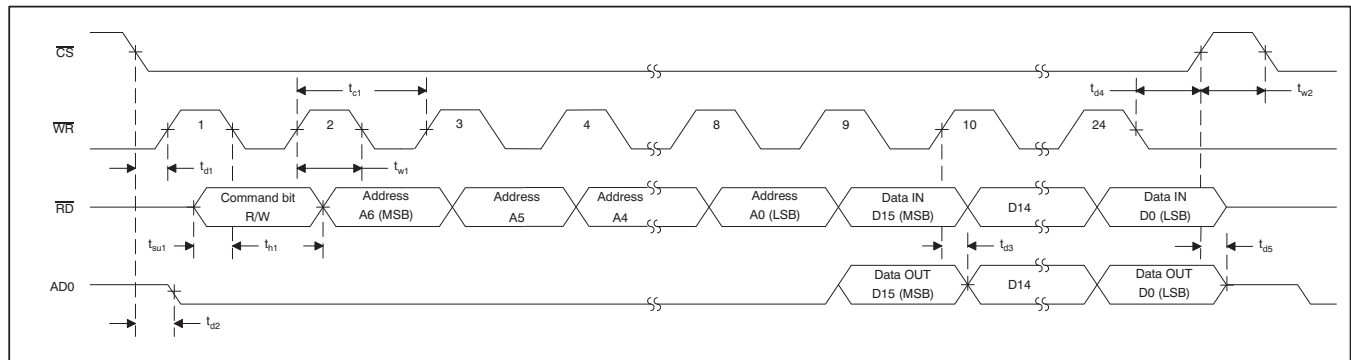 CS
t_c1
t_d4
t_w2
WR
1
2
3
4
8
9
10
24
t_d1
t_w1
RD
Command bit
R/W
Address
A6 (MSB)
Address
A5
Address
A4
Address
A0 (LSB)
Data IN
D15 (MSB)
D14
Data IN
D0 (LSB)
t_su1
t_h1
t_d3
t_d5
AD0
Data OUT
D15 (MSB)
D14
Data OUT
D0 (LSB)
t_d2